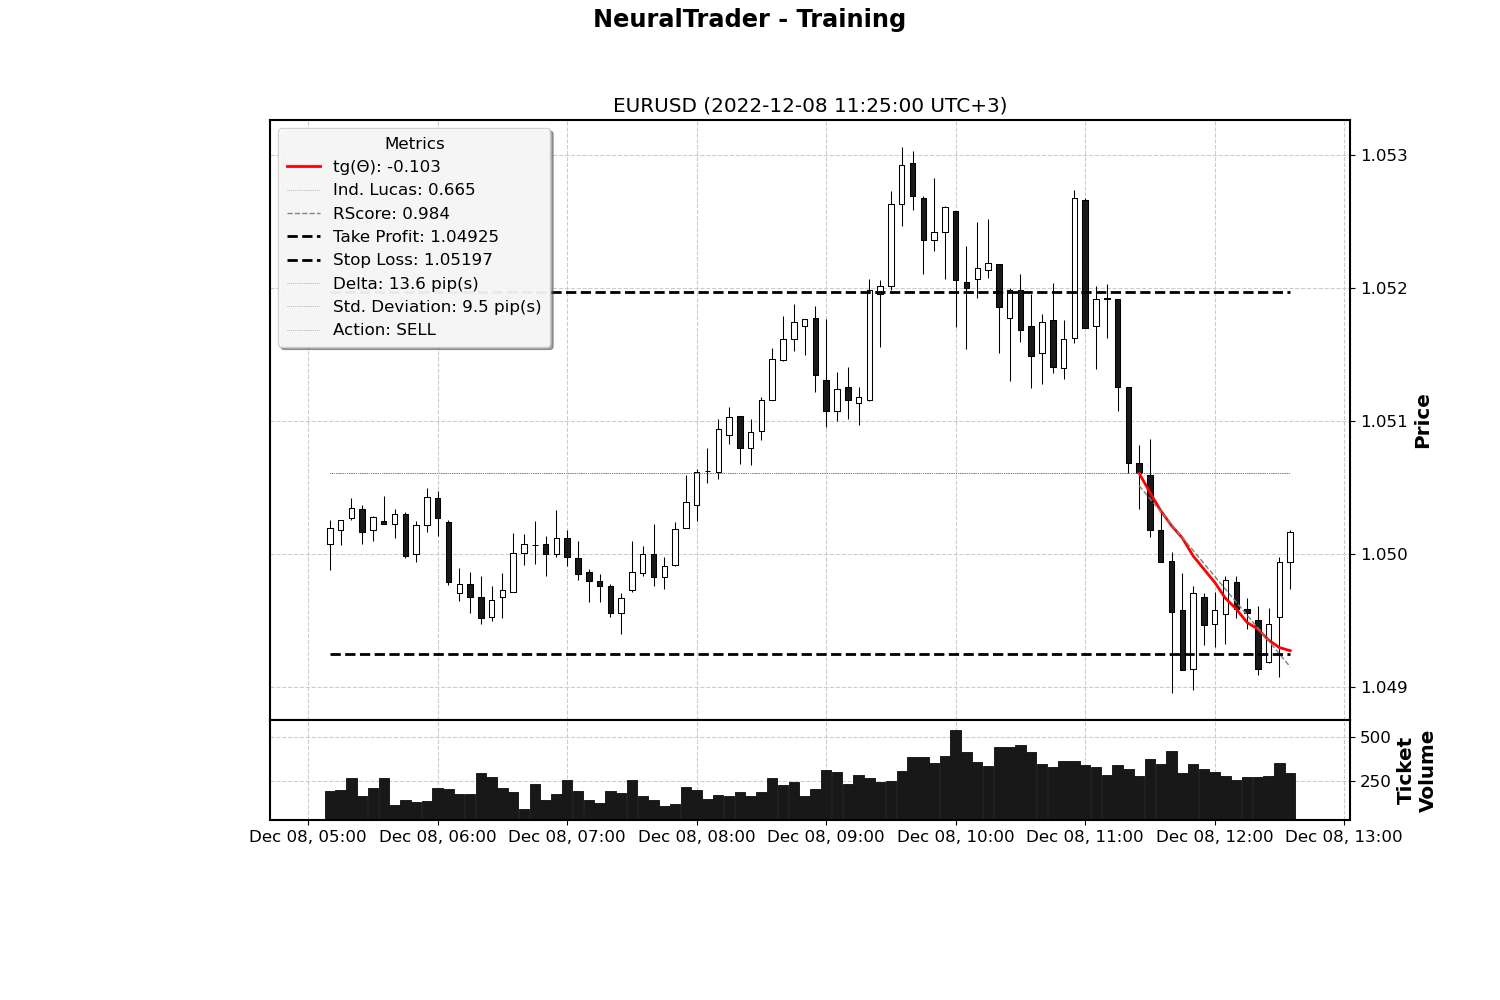 NeuralTrader - Training
EURUSD (2022-12-08 11:25:00 UTC+3)
Metrics
tg(Θ): -0.103
Ind. Lucas: 0.665
RScore: 0.984
Take Profit: 1.04925
Stop Loss: 1.05197
Delta: 13.6 pip(s)
Std. Deviation: 9.5 pip(s)
Action: SELL
1.053
1.052
1.051
1.050
1.049
Price
500
250
Ticket
Volume
Dec 08, 05:00 Dec 08, 06:00 Dec 08, 07:00 Dec 08, 08:00 Dec 08, 09:00 Dec 08, 10:00 Dec 08, 11:00 Dec 08, 12:00 Dec 08, 13:00